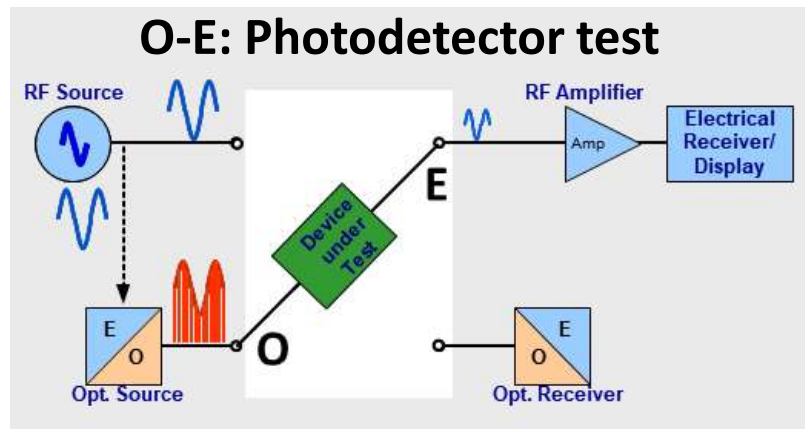 O-E: Photodetector test
RF Source
RF Amplifier
Electrical
Receiver/
Display
Amp
E
Device
under
Test
E
O
O
E
O
Opt. Source
Opt. Receiver